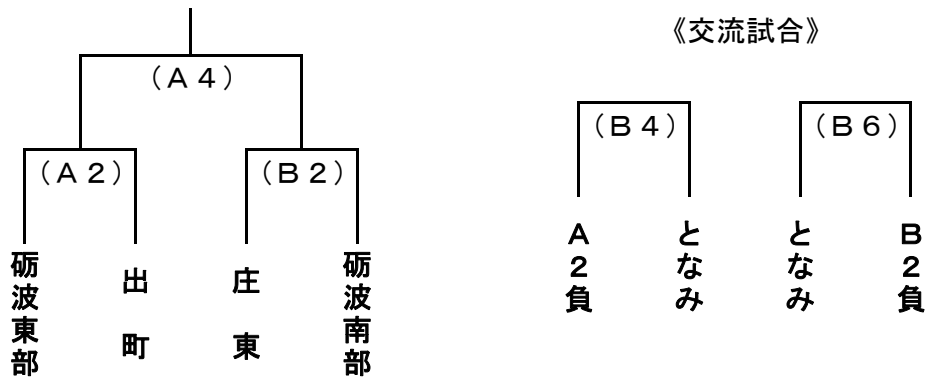 《交流試合》
（Ａ４）
（Ａ２）
（Ｂ２）
砺波東部
出町
庄東
砺波南部
（Ｂ４）
（Ｂ６）
Ａ２負
となみ
となみ
Ｂ２負